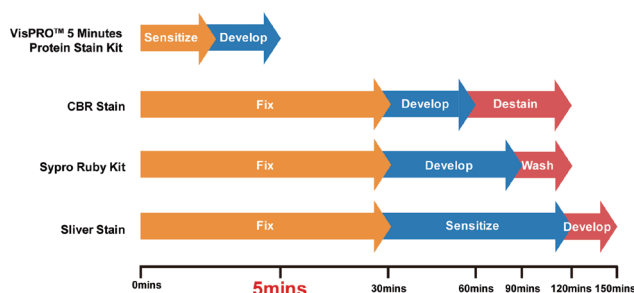 VisPRO™ 5 Minutes
Protein Stain Kit
Sensitize
Develop
CBR Stain
Fix
Develop
Destain
Sypro Ruby Kit
Fix
Develop
Wash
Sliver Stain
Fix
Sensitize
Develop
0mins
5mins
30mins
60mins
90mins
120mins
150mins